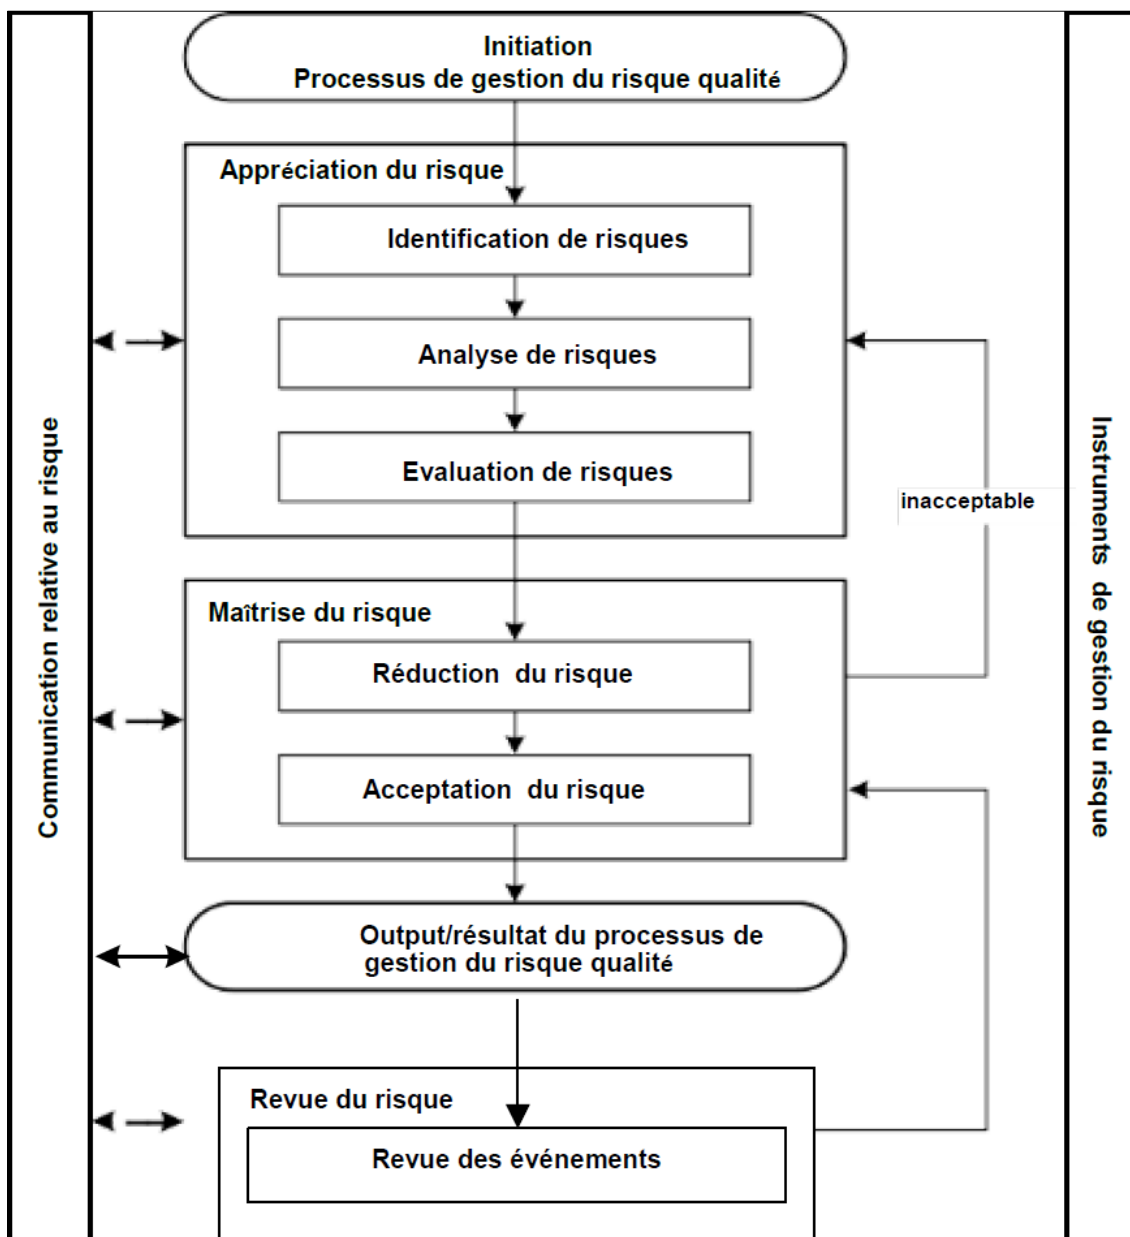 Initiation
Processus de gestion du risque qualité
Appréciation du risque
Identification de risques
Analyse de risques
Evaluation de risques
inacceptable
Maîtrise du risque
Réduction du risque
Acceptation du risque
Output/résultat du processus de
gestion du risque qualité
Revue du risque
Revue des événements
Communication relative au risque
Instruments de gestion du risque